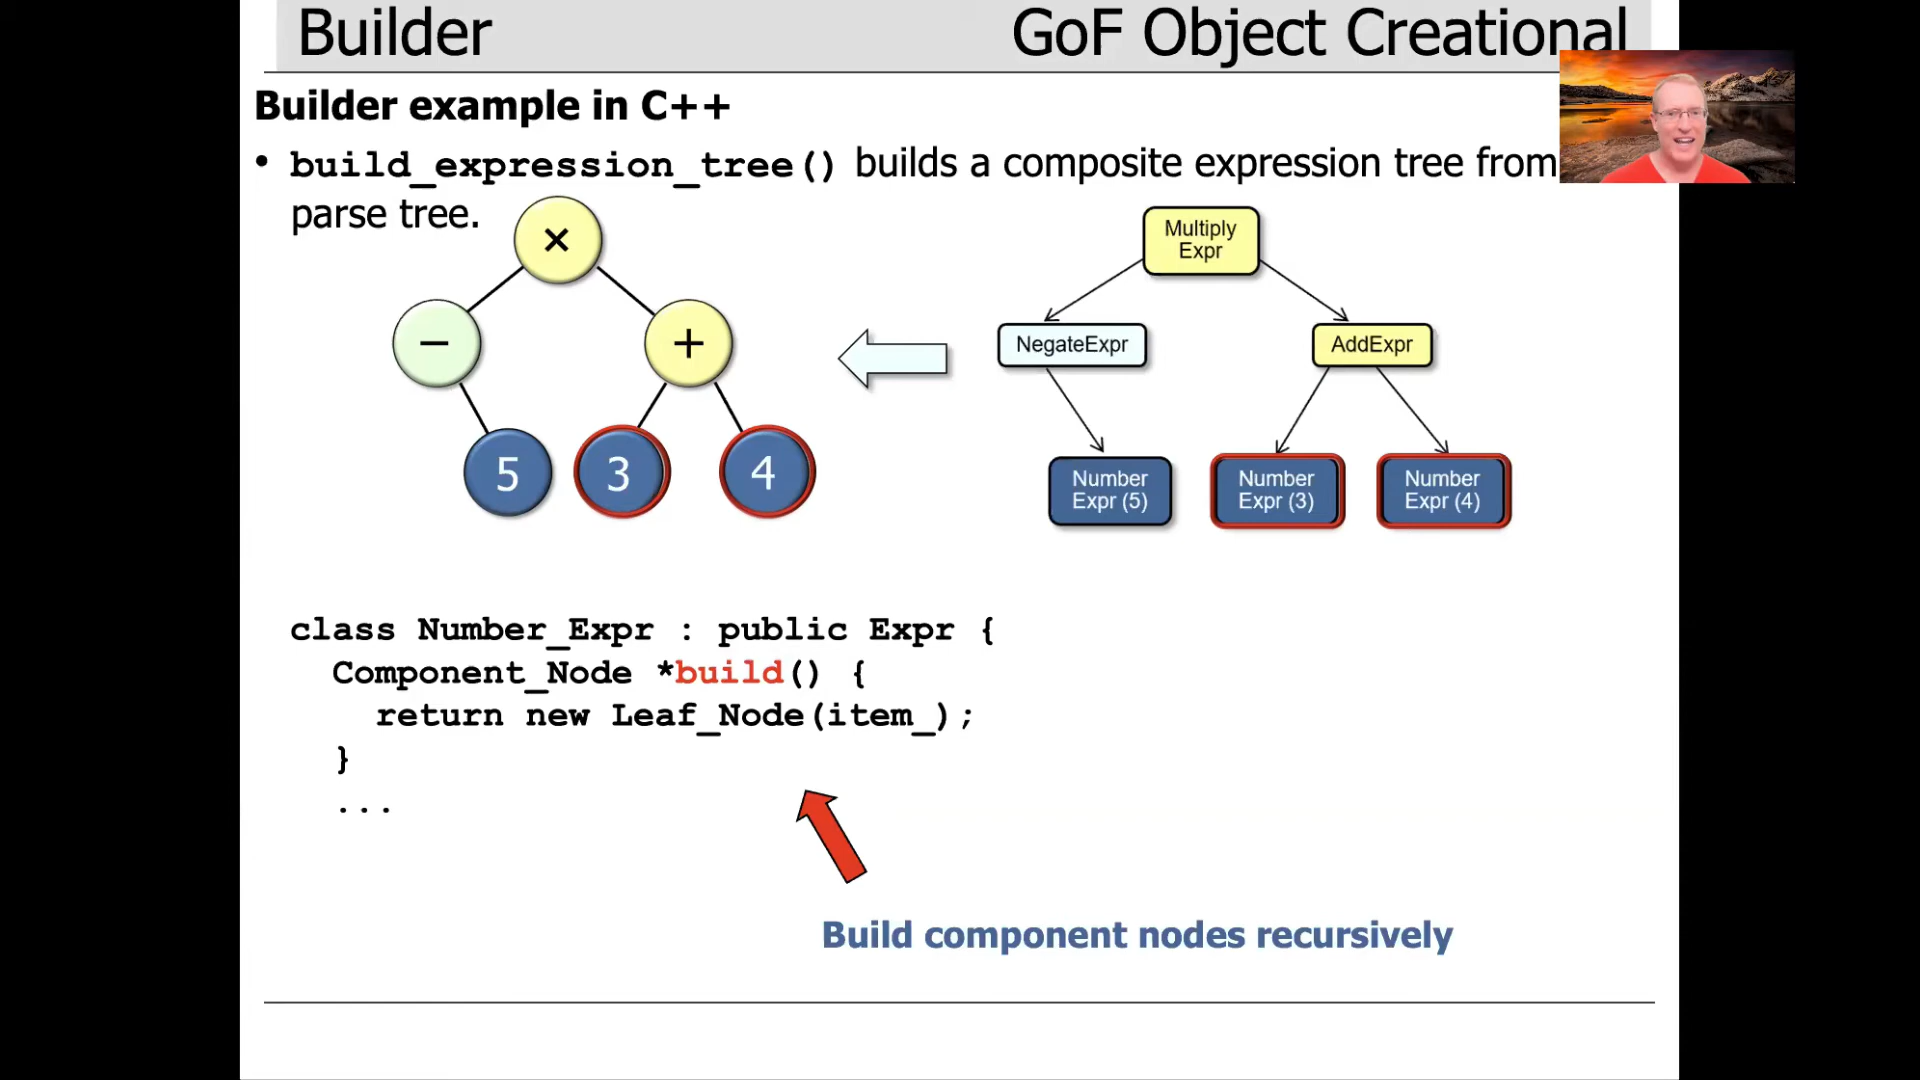 Builder
GoF Object Creational
Builder example in C++
• build_expression_tree() builds a composite expression tree from
parse tree.
×
−
+
5
3
4
Multiply
Expr
NegateExpr
AddExpr
Number
Expr (5)
Number
Expr (3)
Number
Expr (4)
class Number_Expr : public Expr {
Component_Node *build() {
return new Leaf_Node(item_);
}
...
Build component nodes recursively